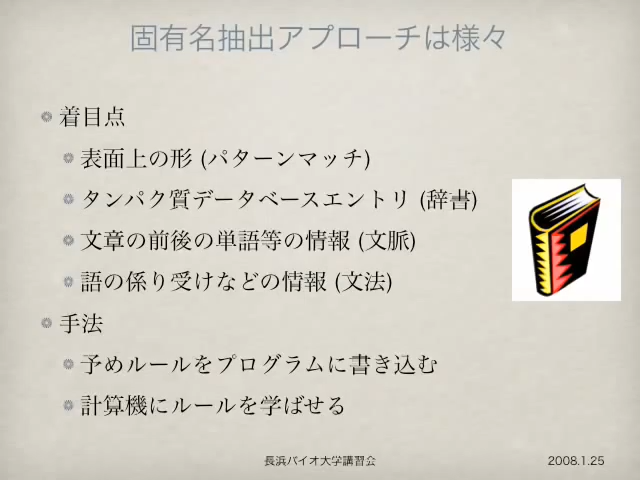 固有名抽出アプローチは様々
着目点
表面上の形 (パターンマッチ)
タンパク質データベースエントリ (辞書)
文章の前後の単語等の情報 (文脈)
語の係り受けなどの情報 (文法)
手法
予めルールをプログラムに書き込む
計算機にルールを学ばせる
長浜バイオ大学講習会
2008.1.25